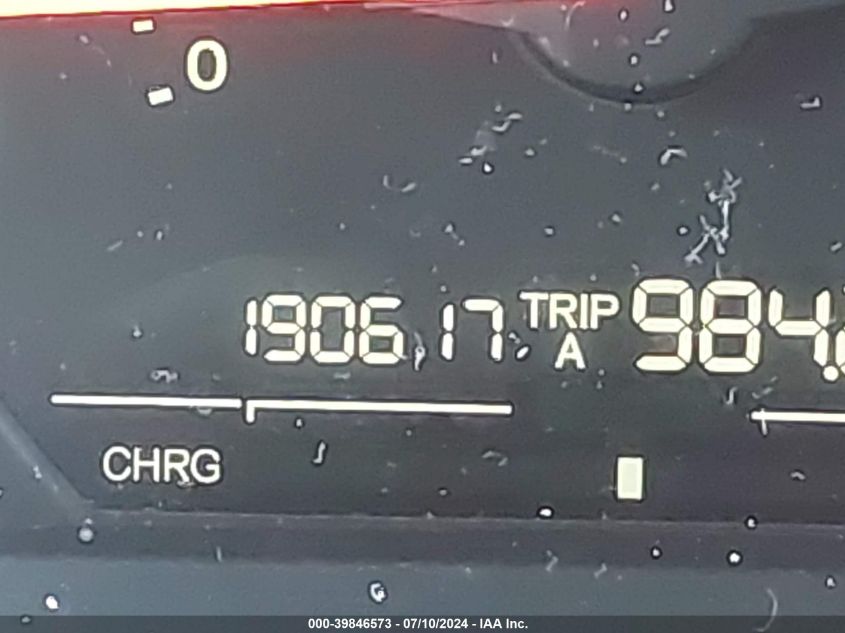 0
190617 TRIP A 984.
CHRG
000-39846573 - 07/10/2024 - IAA Inc.